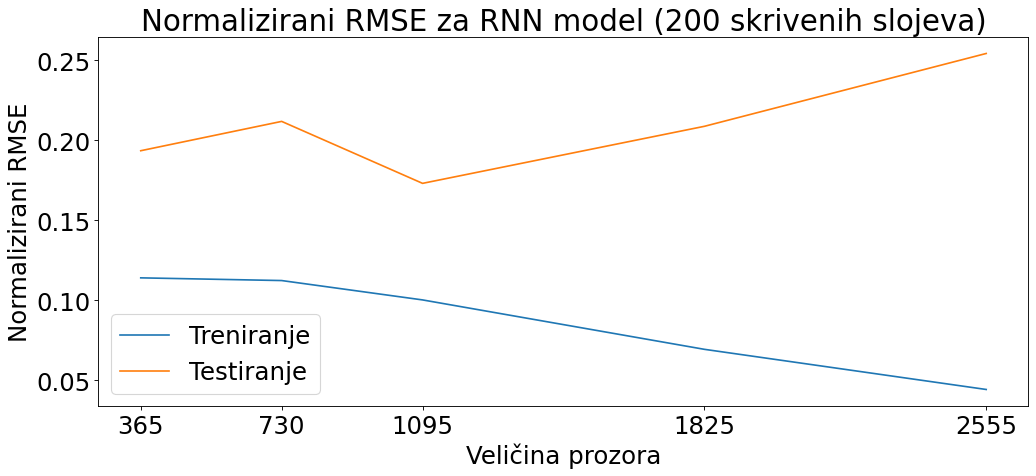 Normalizirani RMSE za RNN model (200 skrivenih slojeva)
Normalizirani RMSE
0.25
0.20
0.15
0.10
0.05
Treniranje
Testiranje
365 730 1095 1825 2555
Veličina prozora